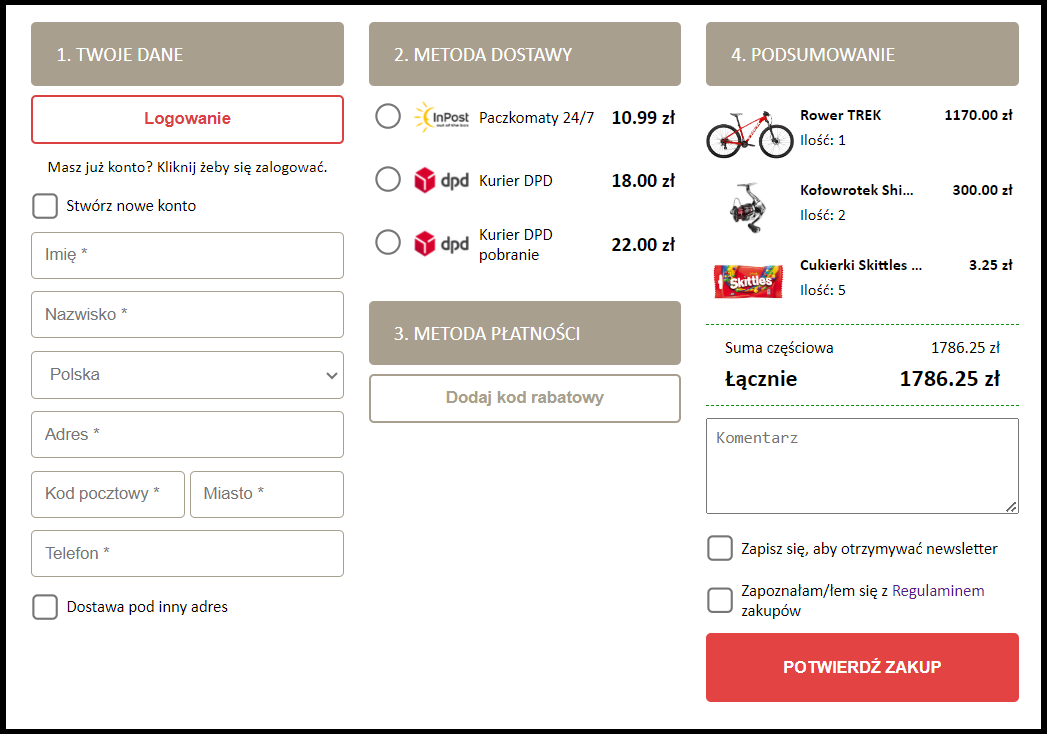 1. TWOJE DANE
Logowanie
Masz już konto? Kliknij żeby się zalogować.
Stwórz nowe konto
Imię *
Nazwisko *
Polska
Adres *
Kod pocztowy * Miasto *
Telefon *
Dostawa pod inny adres
2. METODA DOSTAWY
InPost Paczkomaty 24/7 10.99 zł
dpd Kurier DPD 18.00 zł
dpd Kurier DPD
pobranie 22.00 zł
3. METODA PŁATNOŚCI
Dodaj kod rabatowy
4. PODSUMOWANIE
Rower TREK 1170.00 zł
Ilość: 1
Kołowrotek Shi... 300.00 zł
Ilość: 2
Skittles
Cukierki Skittles ... 3.25 zł
Ilość: 5
Suma częściowa 1786.25 zł
Łącznie 1786.25 zł
Komentarz
Zapisz się, aby otrzymywać newsletter
Zapoznałam/łem się z Regulaminem
zakupów
POTWIERDŹ ZAKUP